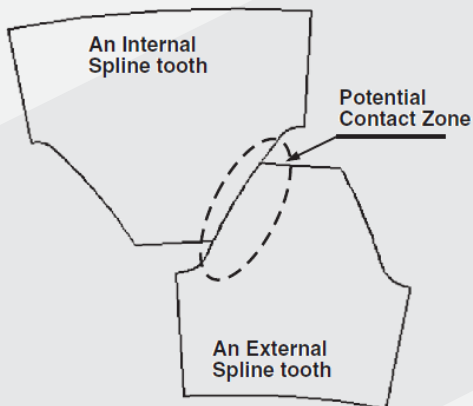 An Internal
Spline tooth
Potential
Contact Zone
An External
Spline tooth